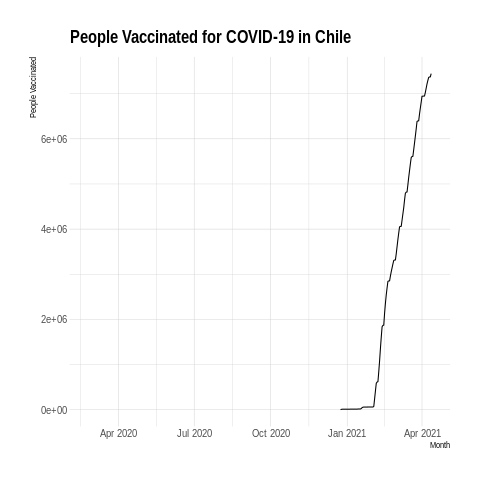 People Vaccinated for COVID-19 in Chile
People Vaccinated
6e+06
4e+06
2e+06
0e+00
Apr 2020
Jul 2020
Oct 2020
Jan 2021
Apr 2021
Month